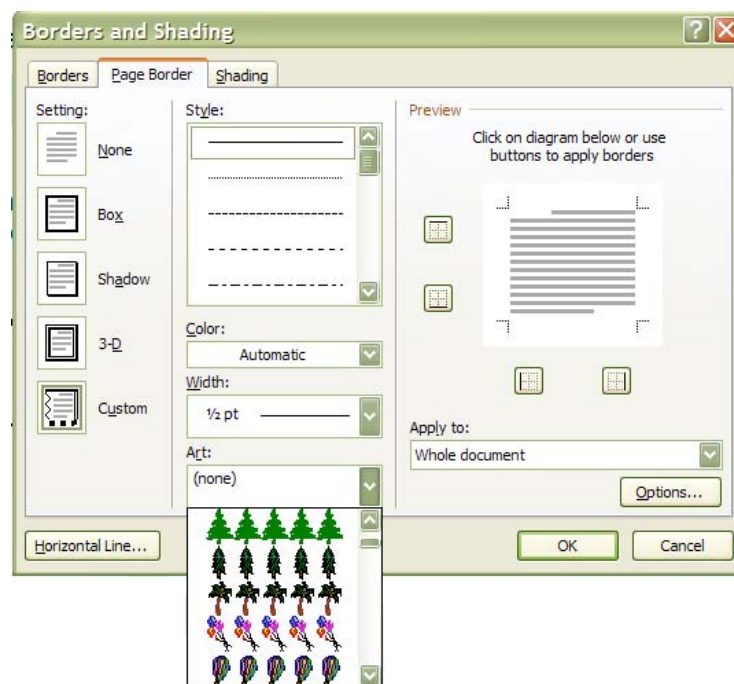 Borders and Shading
Borders
Page Border
Shading
Setting:
None
Box
Shadow
3-D
Custom
Style:
Color:
Automatic
Width:
½ pt
Art:
(none)
Preview
Click on diagram below or use
buttons to apply borders
Apply to:
Whole document
Options...
Horizontal Line...
OK
Cancel